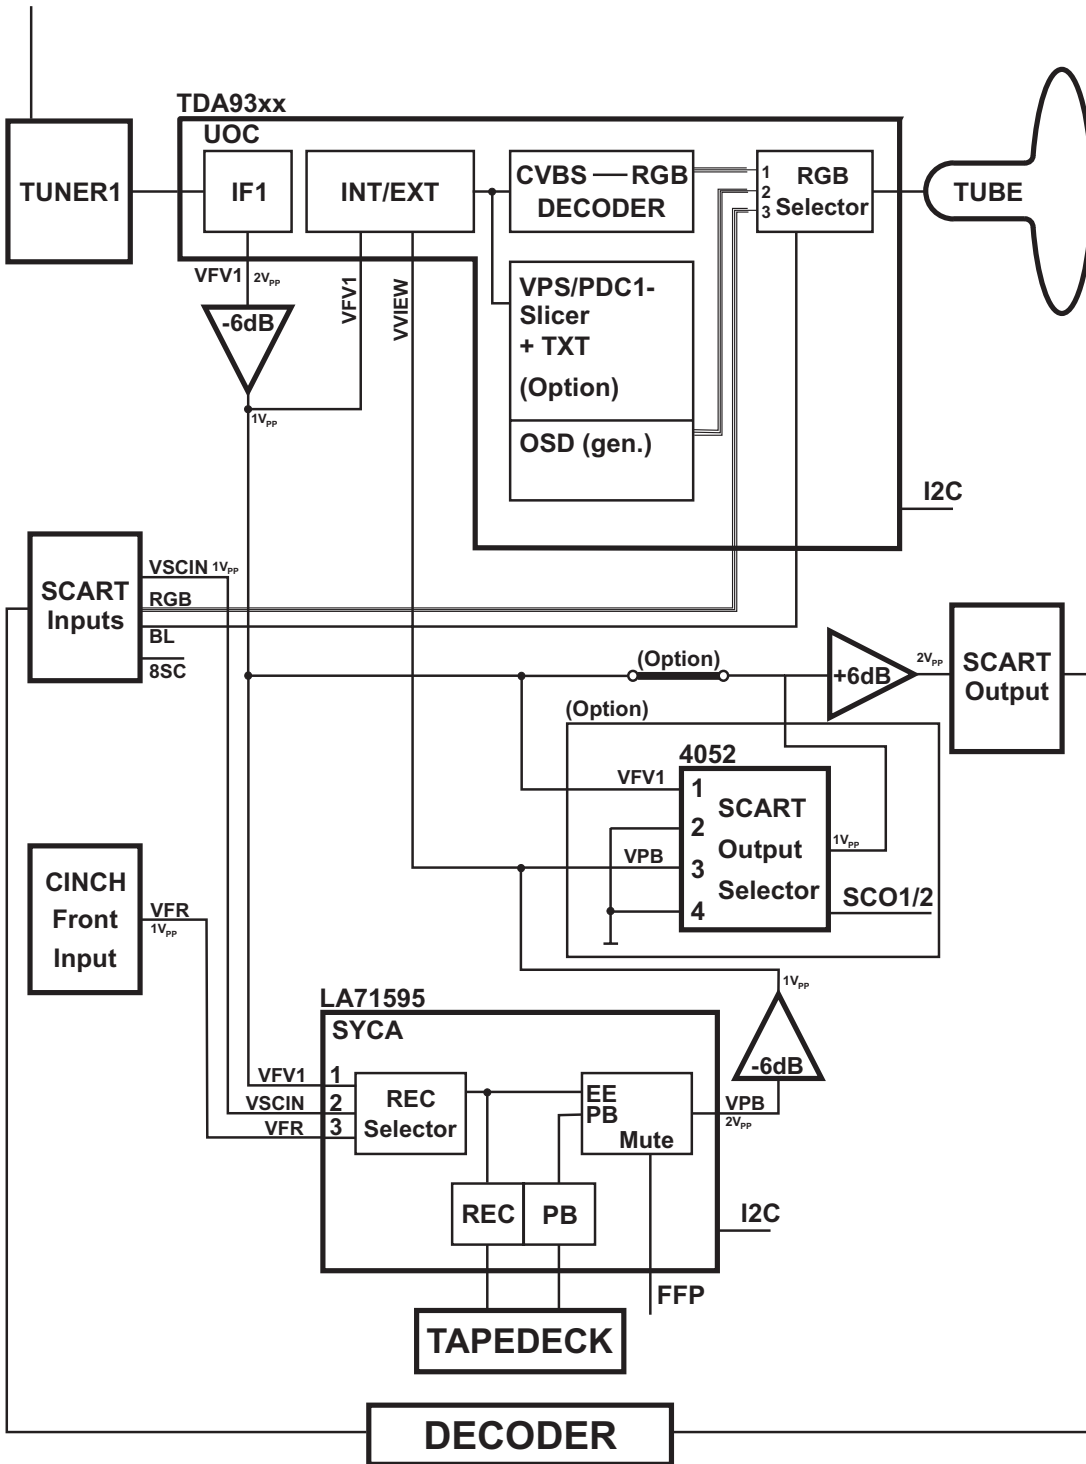 TDA93xx
UOC
TUNER1
IF1
INT/EXT
CVBS — RGB
DECODER
1
2
3
RGB
Selector
TUBE
VFV1 2VPP
-6dB
1VPP
VFV1
VVIEW
VPS/PDC1-
Slicer
+ TXT
(Option)
OSD (gen.)
I2C
SCART
Inputs
VSCIN 1VPP
RGB
BL
8SC
(Option)
+6dB
2VPP
SCART
Output
(Option)
4052
VFV1
VPB
1
2
3
4
SCART
Output
Selector
1VPP
SCO1/2
CINCH
Front
Input
VFR
1VPP
1VPP
-6dB
LA71595
SYCA
VFV1
VSCIN
VFR
1
2
3
REC
Selector
EE
PB
Mute
VPB
2VPP
REC
PB
I2C
FFP
TAPEDECK
DECODER